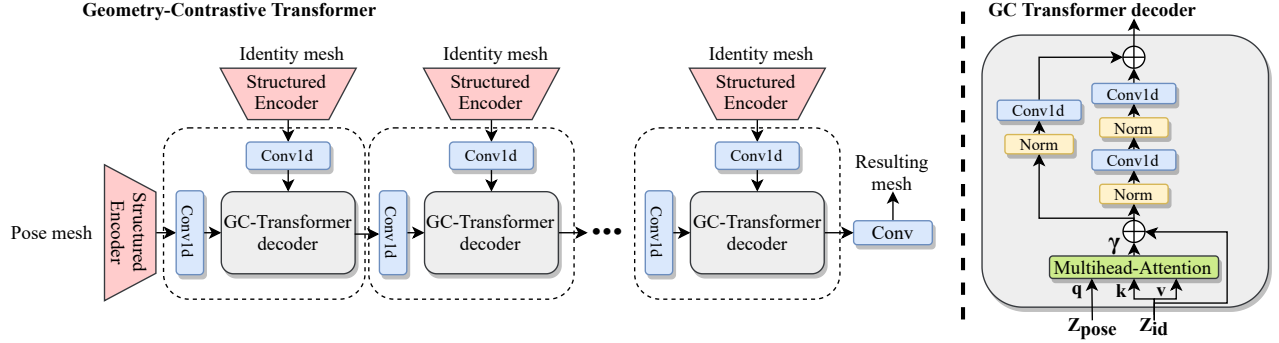 Geometry-Contrastive Transformer
Identity mesh
Structured
Encoder
Conv1d
GC-Transformer
decoder
Conv1d
Pose mesh
Structured
Encoder
Identity mesh
Structured
Encoder
Conv1d
GC-Transformer
decoder
Conv1d
Identity mesh
Structured
Encoder
Conv1d
GC-Transformer
decoder
Conv1d
Resulting
mesh
Conv
GC Transformer decoder
Conv1d
Norm
Conv1d
Norm
Conv1d
Norm
γ
Multihead-Attention
q k v
Zpose Zid